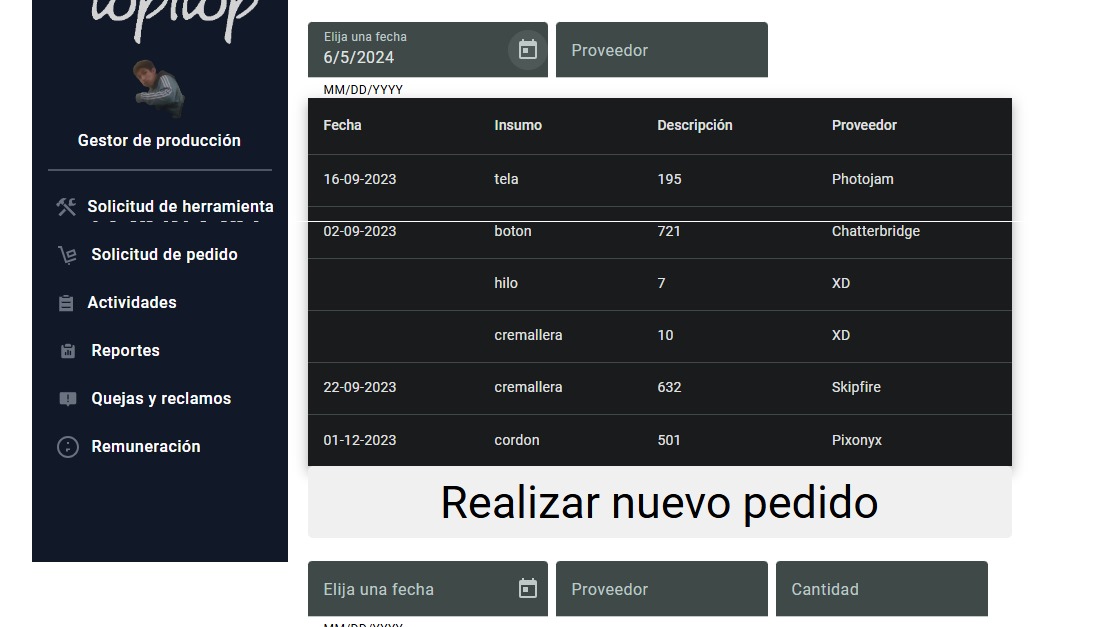 topitop
Gestor de producción
Solicitud de herramienta
Solicitud de pedido
Actividades
Reportes
Quejas y reclamos
Remuneración
Elija una fecha
6/5/2024
Proveedor
MM/DD/YYYY
Fecha Insumo Descripción Proveedor
16-09-2023 tela 195 Photojam
02-09-2023 boton 721 Chatterbridge
hilo 7 XD
cremallera 10 XD
22-09-2023 cremallera 632 Skipfire
01-12-2023 cordon 501 Pixonyx
Realizar nuevo pedido
Elija una fecha Proveedor Cantidad
MM/DD/YYYY